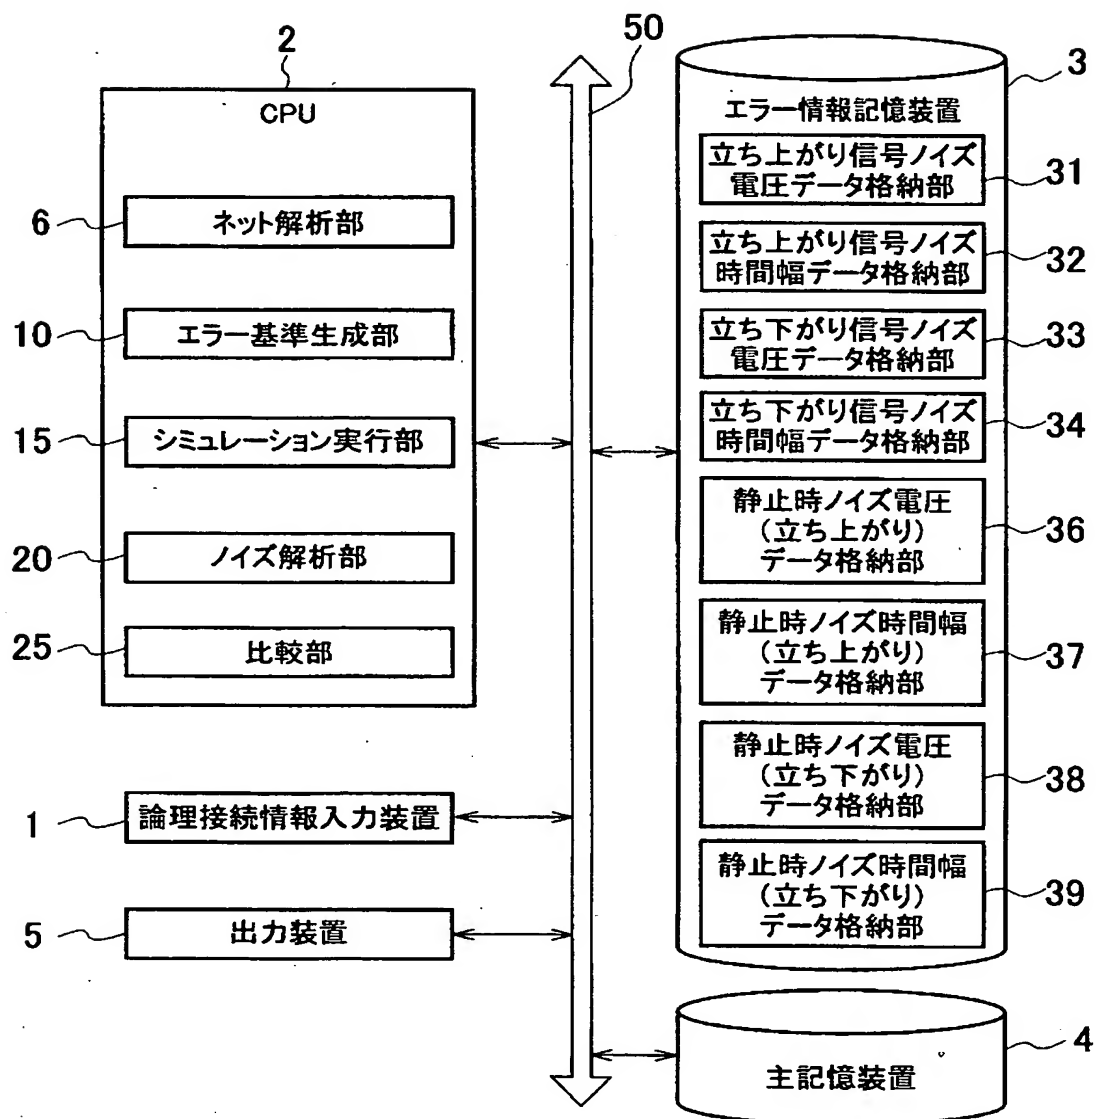 2
CPU
6
ネット解析部
10
エラー基準生成部
15
シミュレーション実行部
20
ノイズ解析部
25
比較部
1
論理接続情報入力装置
5
出力装置
50
3
エラー情報記憶装置
立ち上がり信号ノイズ
電圧データ格納部
31
立ち上がり信号ノイズ
時間幅データ格納部
32
立ち下がり信号ノイズ
電圧データ格納部
33
立ち下がり信号ノイズ
時間幅データ格納部
34
静止時ノイズ電圧
(立ち上がり)
データ格納部
36
静止時ノイズ時間幅
(立ち上がり)
データ格納部
37
静止時ノイズ電圧
(立ち下がり)
データ格納部
38
静止時ノイズ時間幅
(立ち下がり)
データ格納部
39
4
主記憶装置